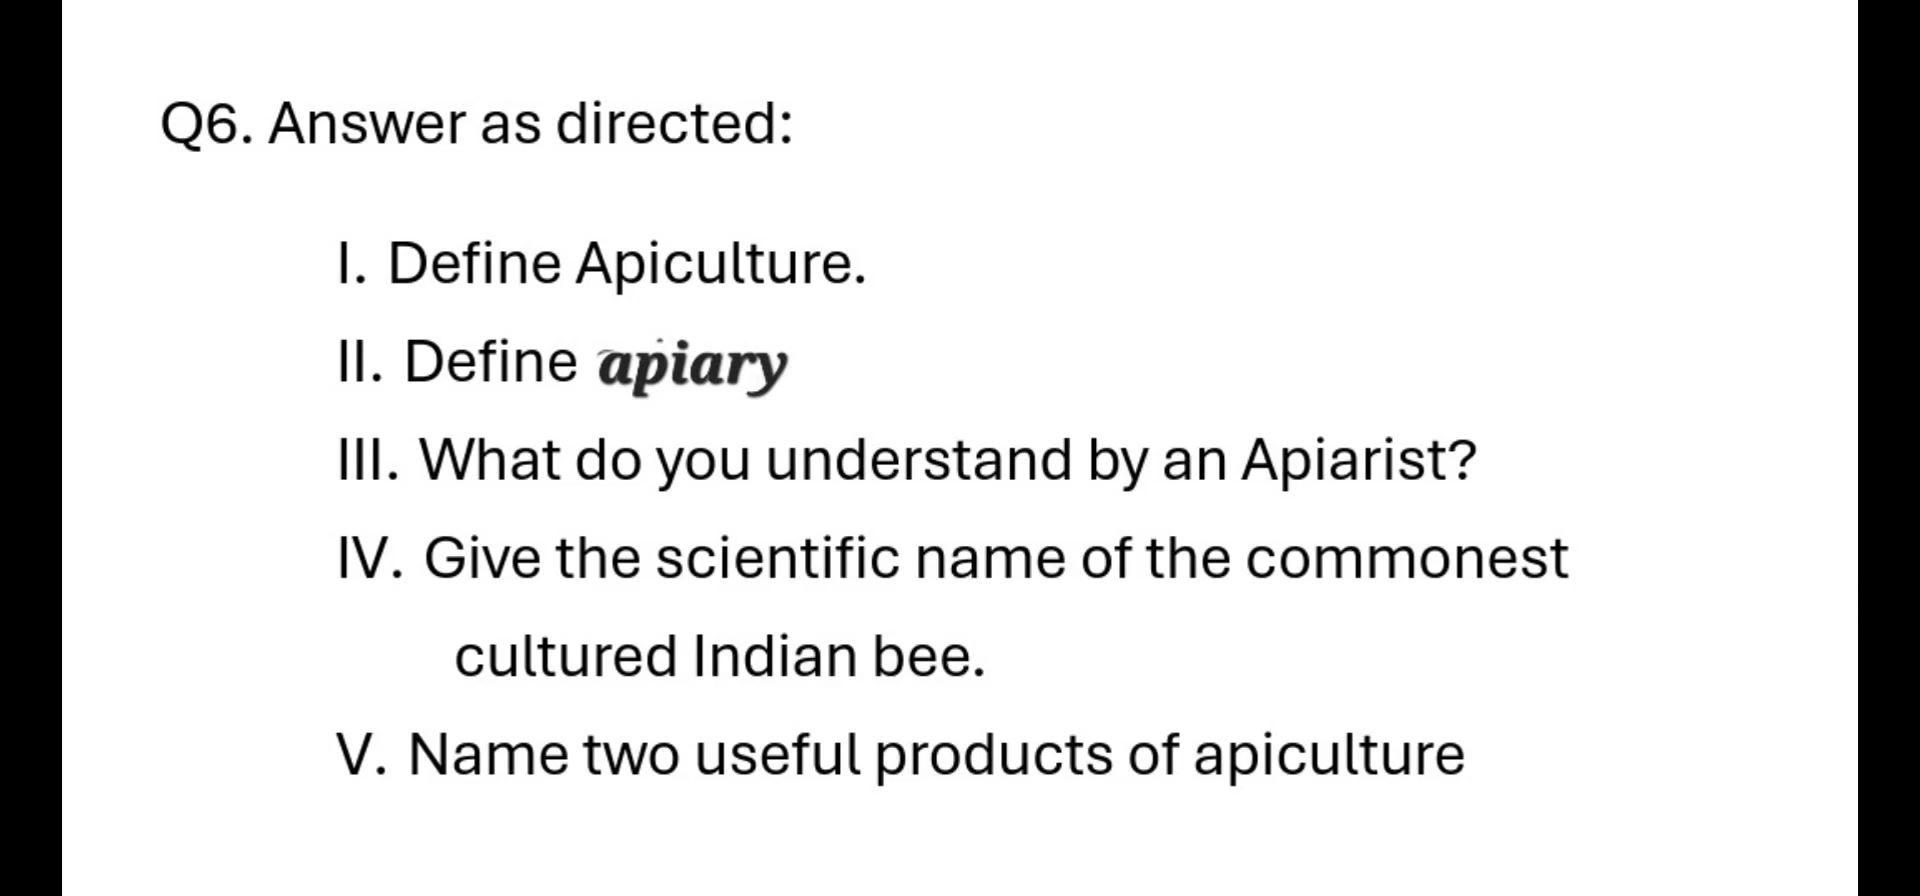 Q6. Answer as directed:
I. Define Apiculture.
II. Define apiary
III. What do you understand by an Apiarist?
IV. Give the scientific name of the commonest
cultured Indian bee.
V. Name two useful products of apiculture